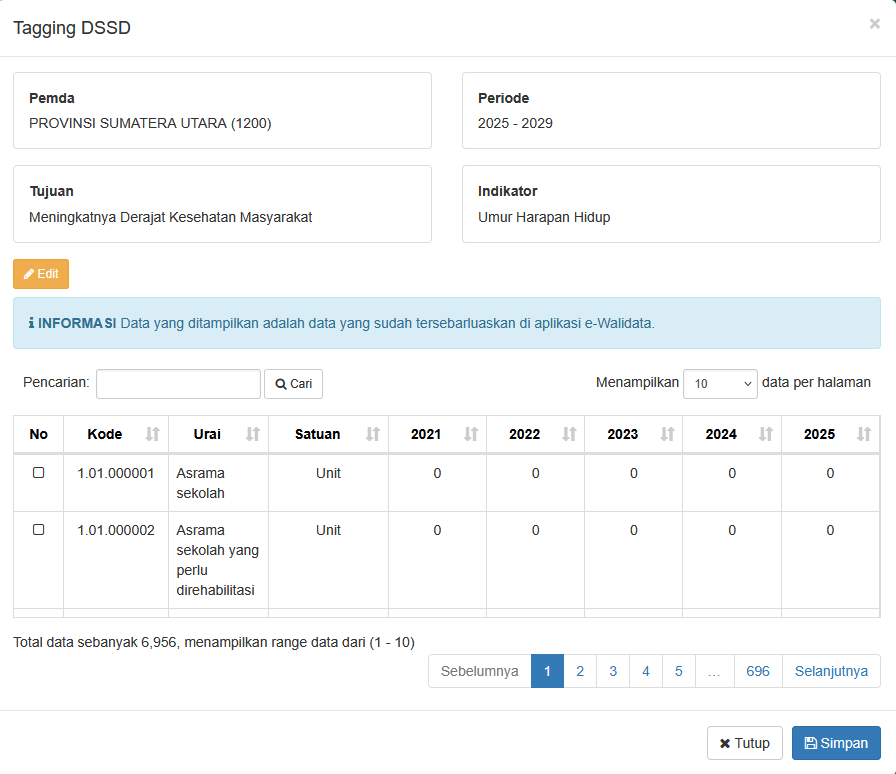 Tagging DSSD ×
Pemda
PROVINSI SUMATERA UTARA (1200)
Periode
2025 - 2029
Tujuan
Meningkatnya Derajat Kesehatan Masyarakat
Indikator
Umur Harapan Hidup
Edit
INFORMASI Data yang ditampilkan adalah data yang sudah tersebarluaskan di aplikasi e-Walidata.
Pencarian: Cari Menampilkan 10 data per halaman
No Kode Urai Satuan 2021 2022 2023 2024 2025
1.01.000001 Asrama Unit 0 0 0 0 0
sekolah
1.01.000002 Asrama Unit 0 0 0 0 0
sekolah yang
perlu
direhabilitasi
Total data sebanyak 6,956, menampilkan range data dari (1 - 10)
Sebelumnya 1 2 3 4 5 ... 696 Selanjutnya
Tutup Simpan